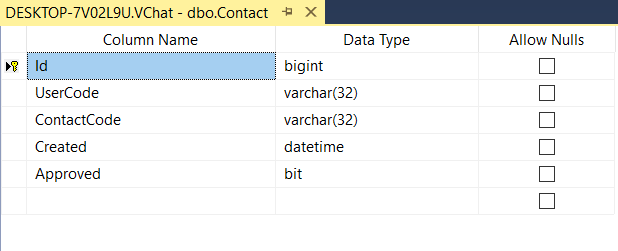 DESKTOP-7V02L9U.VChat - dbo.Contact
Column Name Data Type Allow Nulls
Id bigint
UserCode varchar(32)
ContactCode varchar(32)
Created datetime
Approved bit